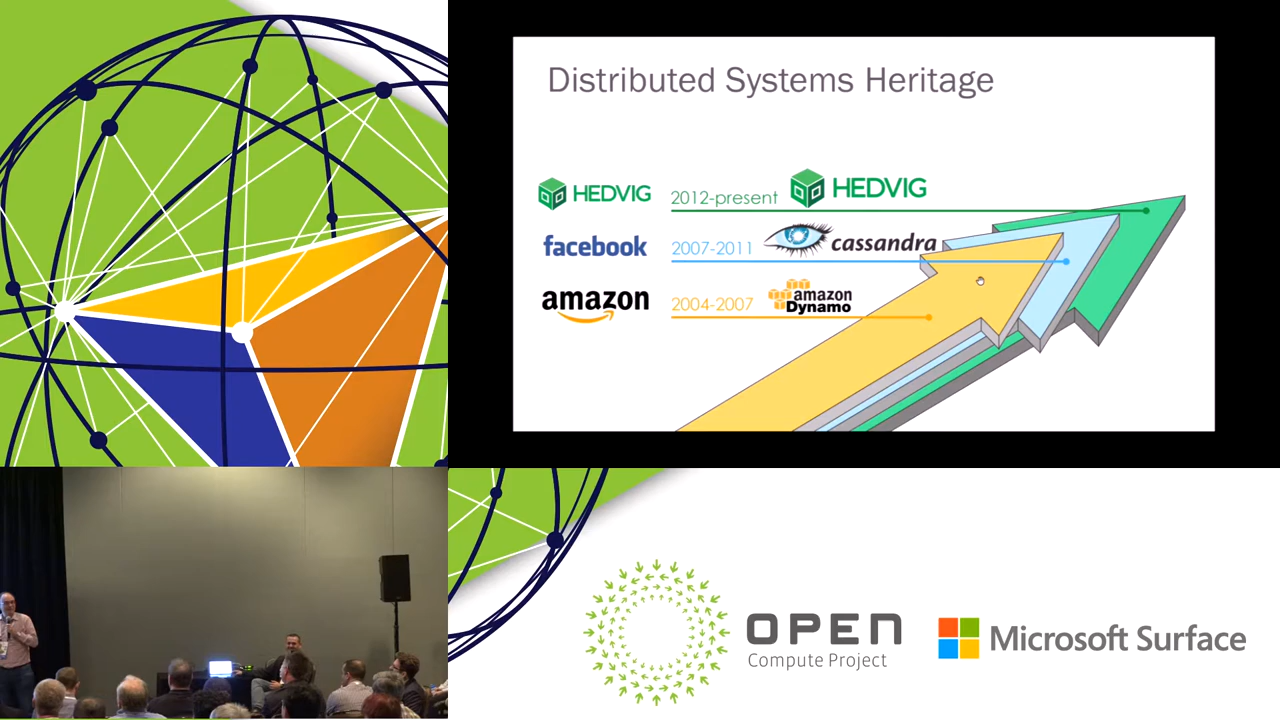 Distributed Systems Heritage
HEDVIG 2012-present HEDVIG
facebook 2007-2011 cassandra
amazon 2004-2007 amazon
Dynamo
OPEN
Compute Project
Microsoft Surface